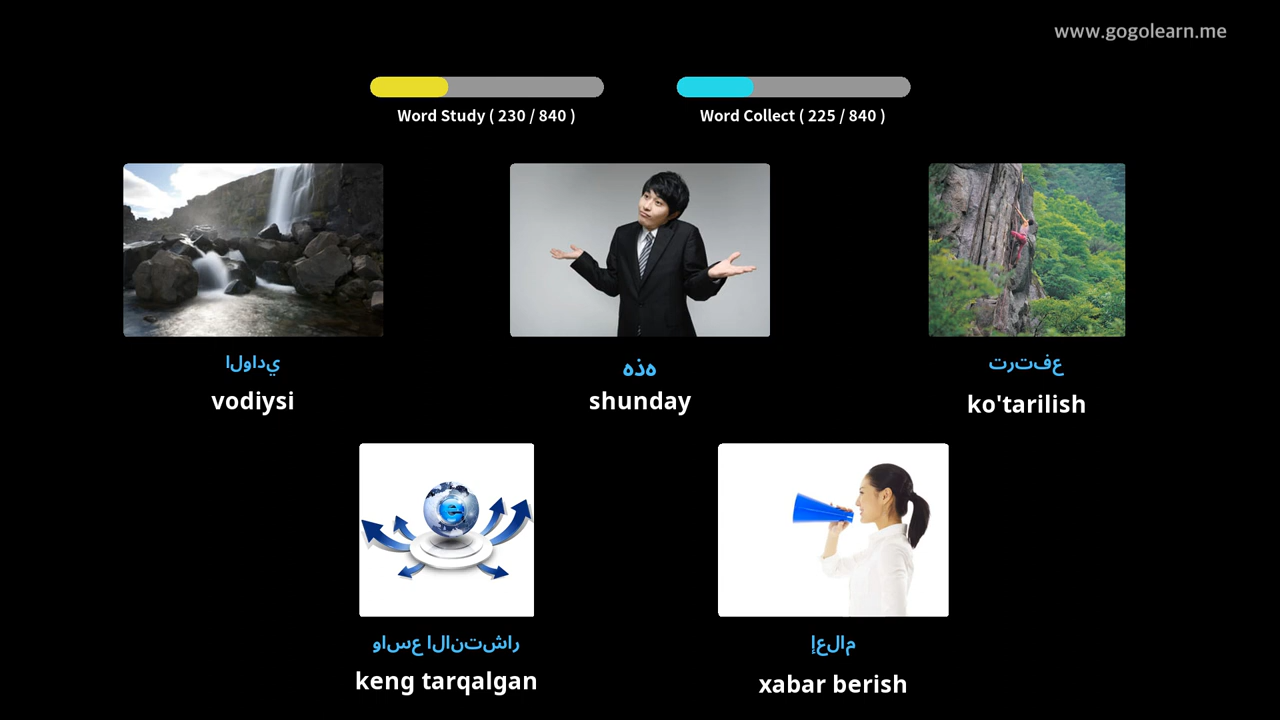 www.gogolearn.me
Word Study ( 230 / 840 )
Word Collect ( 225 / 840 )
الوادي
هذه
ترتفع
vodiysi
shunday
ko'tarilish
واسع الانتشار
إعلام
keng tarqalgan
xabar berish